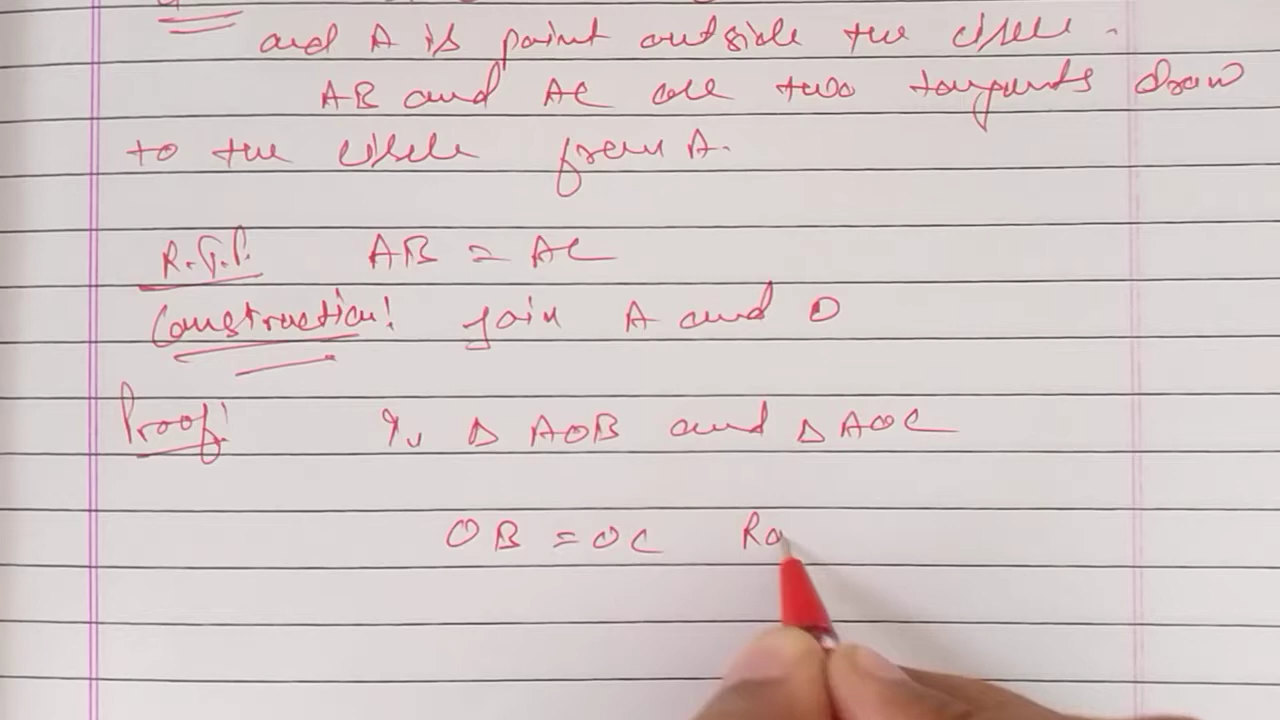 and A is point outside the circle.
AB and AC are two tangents draw
to the circle from A.
R.T.P. AB = AC
Construction! Join A and O
Proof! In Δ AOB and Δ AOC
OB = OC Ra